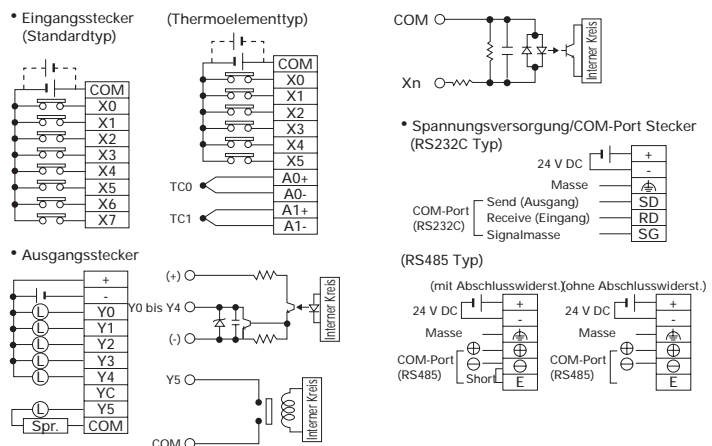 • Eingangsstecker
(Standardtyp)
COM
X0
X1
X2
X3
X4
X5
X6
X7
(Thermoelementtyp)
COM
X0
X1
X2
X3
X4
X5
TC0
A0+
A0-
TC1
A1+
A1-
COM
Xn
Interner Kreis
• Spannungsversorgung/COM-Port Stecker
(RS232C Typ)
24 V DC
+
-
Masse
COM-Port
(RS232C)
Send (Ausgang) SD
Receive (Eingang) RD
Signalmasse SG
(RS485 Typ)
(mit Abschlusswiderst.)
24 V DC
+
-
Masse
COM-Port
(RS485)
+
-
Short
E
(ohne Abschlusswiderst.)
24 V DC
+
-
Masse
COM-Port
(RS485)
+
-
E
• Ausgangsstecker
+
-
L Y0
L Y1
L Y2
L Y3
L Y4
YC
L Y5
Spr. COM
(+)
Y0 bis Y4
(-)
Interner Kreis
Y5
COM
Interner Kreis